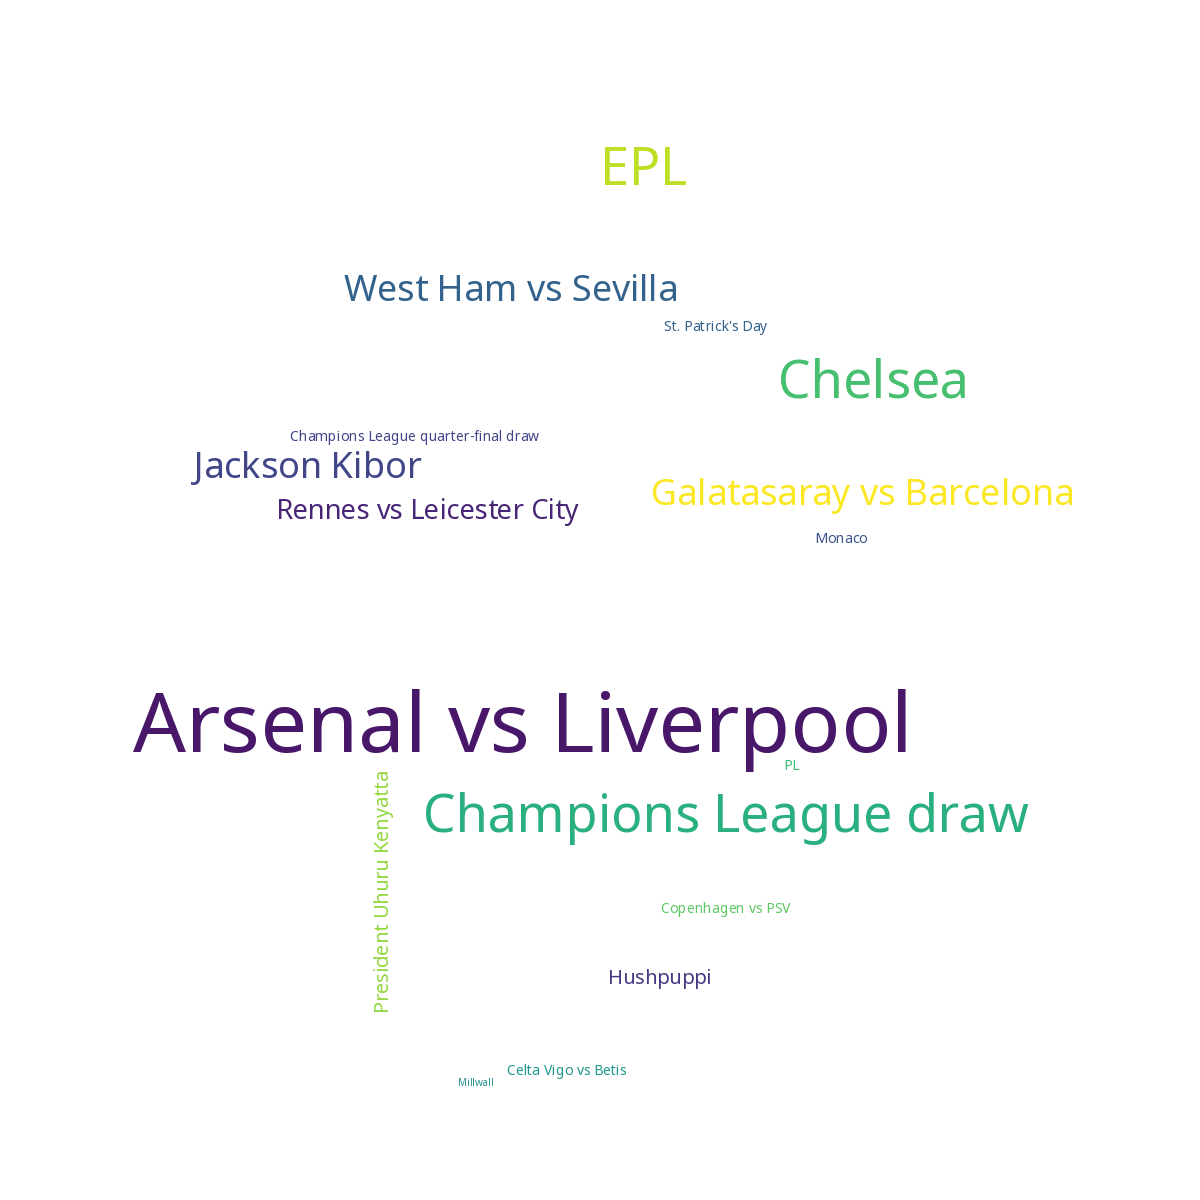 EPL
West Ham vs Sevilla
St. Patrick's Day
Chelsea
Champions League quarter-final draw
Jackson Kibor
Galatasaray vs Barcelona
Rennes vs Leicester City
Monaco
Arsenal vs Liverpool
PL
Champions League draw
President Uhuru Kenyatta
Copenhagen vs PSV
Hushpuppi
Celta Vigo vs Betis
Millwall